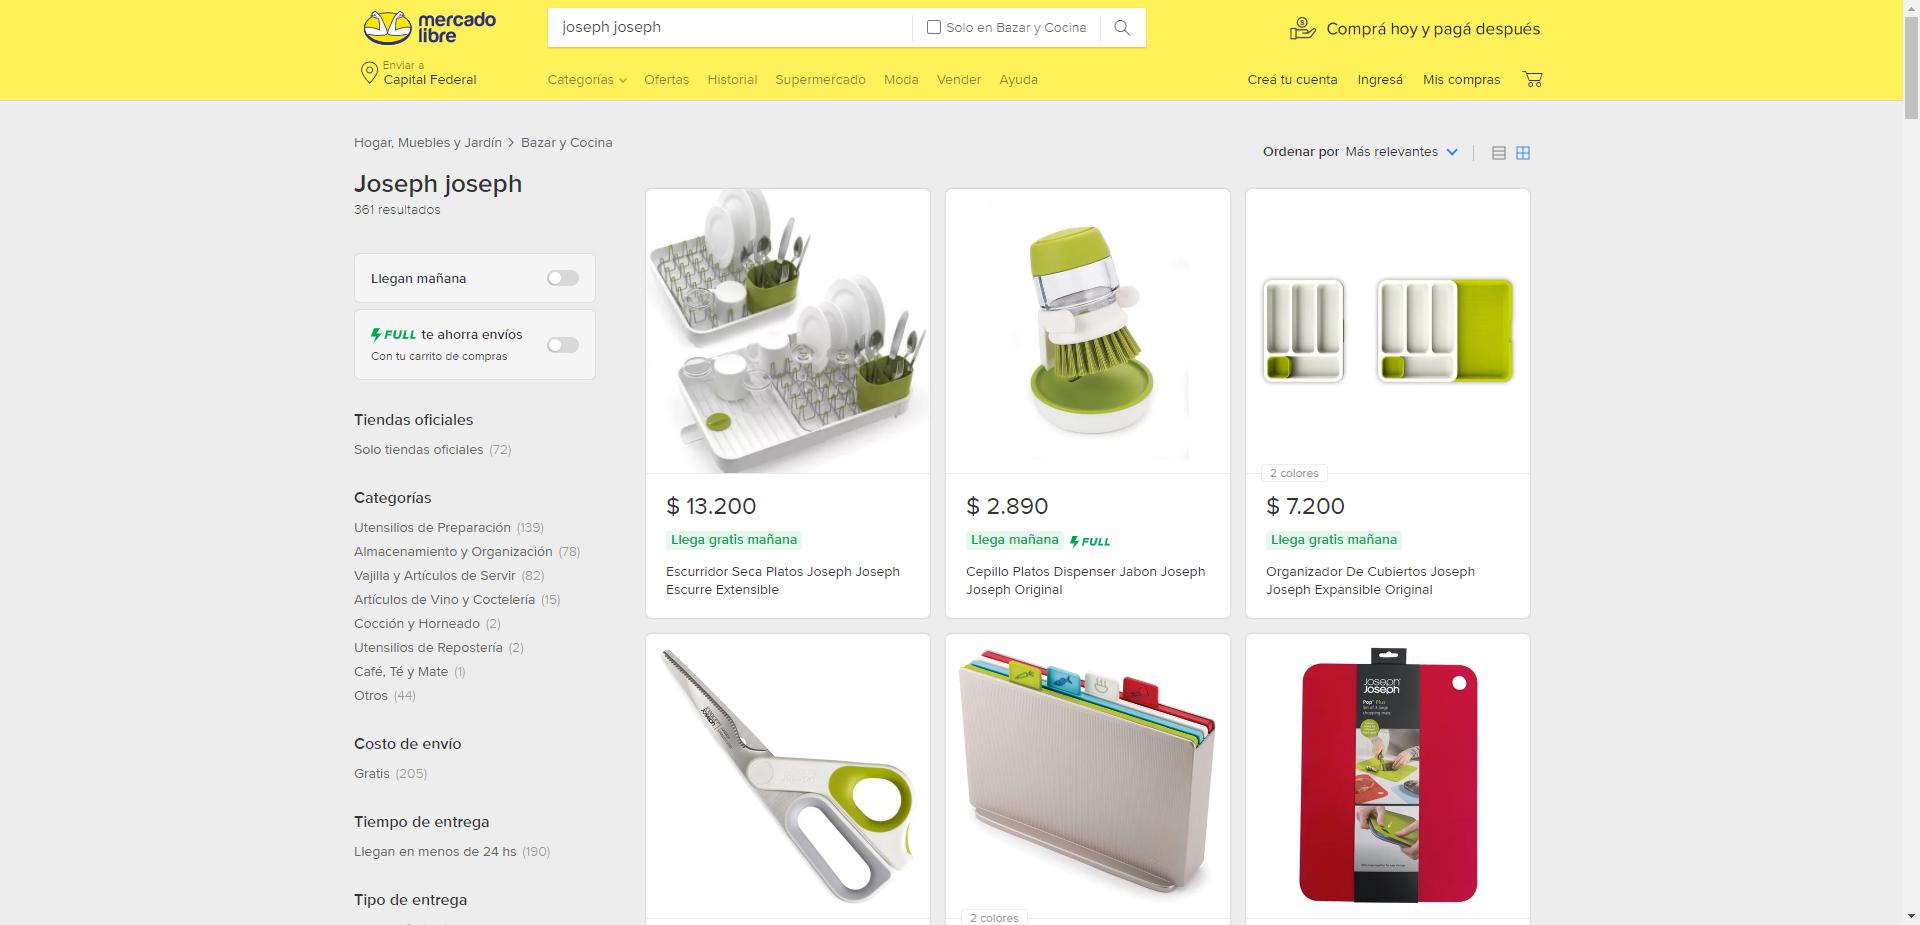 mercado
libre
joseph joseph
Solo en Bazar y Cocina
Comprá hoy y pagá después
Enviar a
Capital Federal
Categorías
Ofertas
Historial
Supermercado
Moda
Vender
Ayuda
Creá tu cuenta
Ingresá
Mis compras
Hogar, Muebles y Jardín > Bazar y Cocina
Ordenar por Más relevantes
Joseph joseph
361 resultados
Llegan mañana
FULL te ahorra envíos
Con tu carrito de compras
Tiendas oficiales
Solo tiendas oficiales (72)
Categorías
Utensilios de Preparación (139)
Almacenamiento y Organización (78)
Vajilla y Artículos de Servir (82)
Artículos de Vino y Coctelería (15)
Cocción y Horneado (2)
Utensilios de Repostería (2)
Café, Té y Mate (1)
Otros (44)
Costo de envío
Gratis (205)
Tiempo de entrega
Llegan en menos de 24 hs (190)
Tipo de entrega
$ 13.200
Llega gratis mañana
Escurridor Seca Platos Joseph Joseph
Escurre Extensible
$ 2.890
Llega mañana FULL
Cepillo Platos Dispenser Jabon Joseph
Joseph Original
2 colores
$ 7.200
Llega gratis mañana
Organizador De Cubiertos Joseph
Joseph Expansible Original
2 colores
Joseph
Joseph
Pop Plus